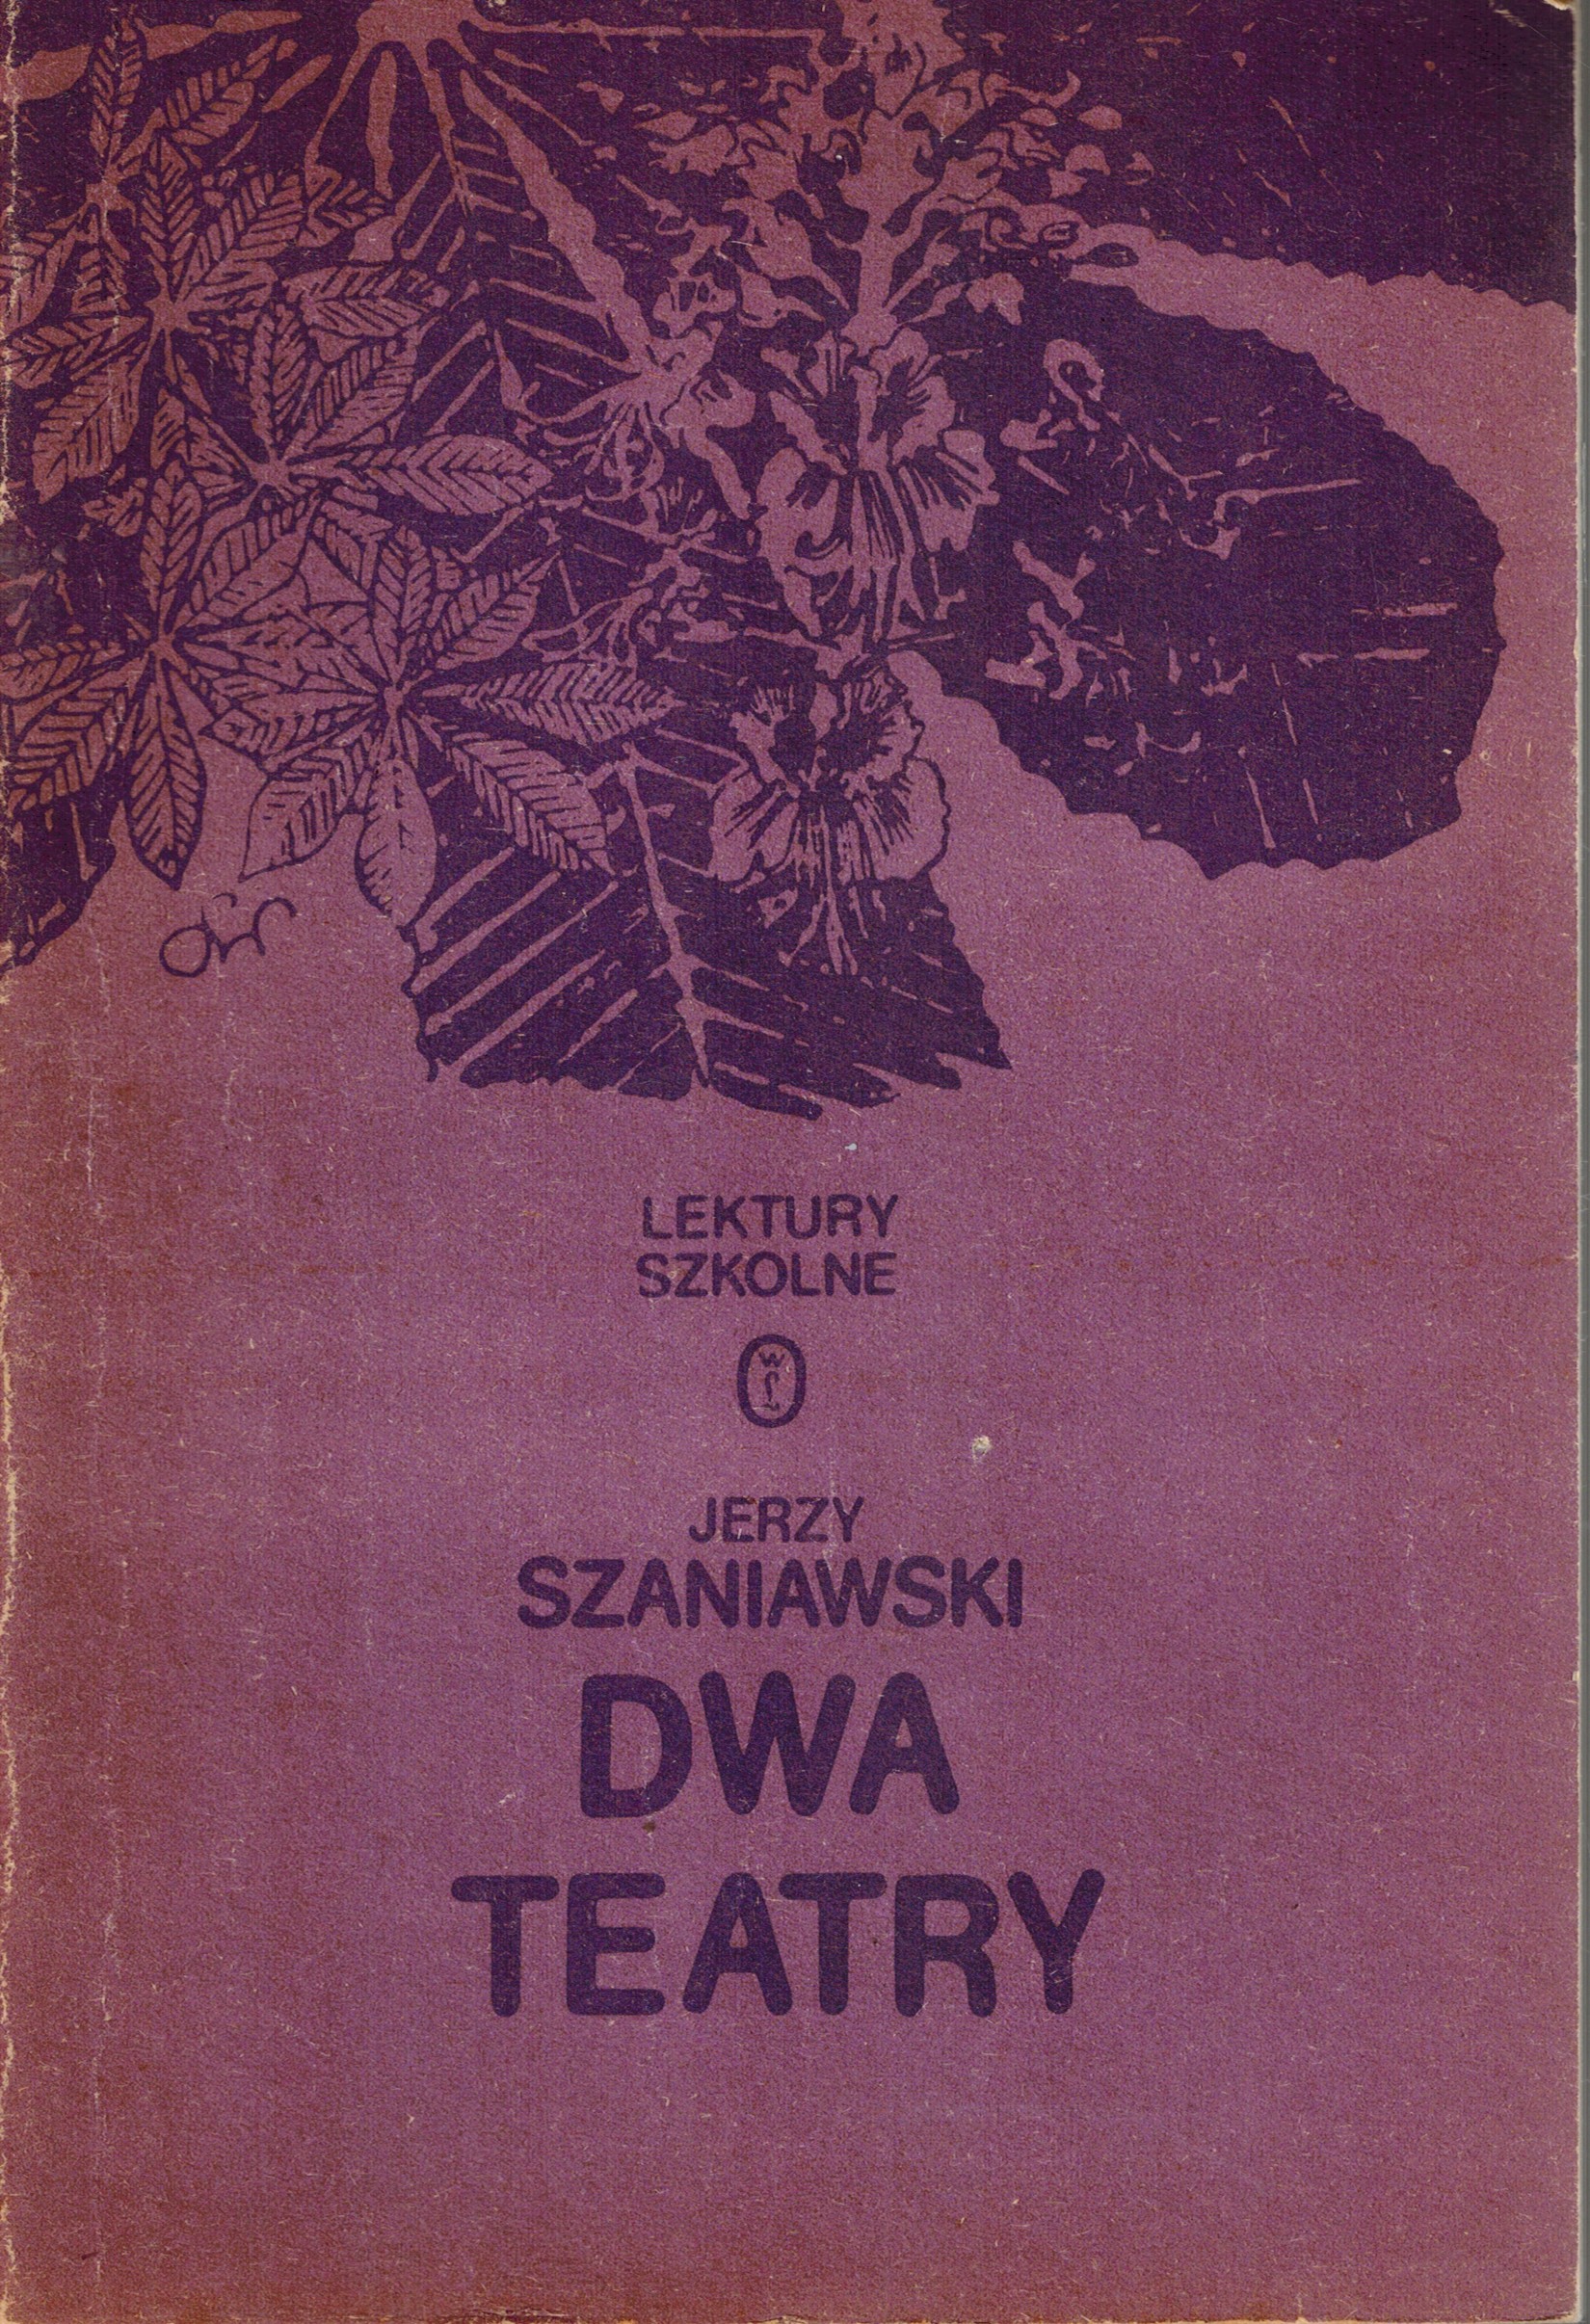 LEKTURY
SZKOLNE
W
L
JERZY
SZANIAWSKI
DWA
TEATRY